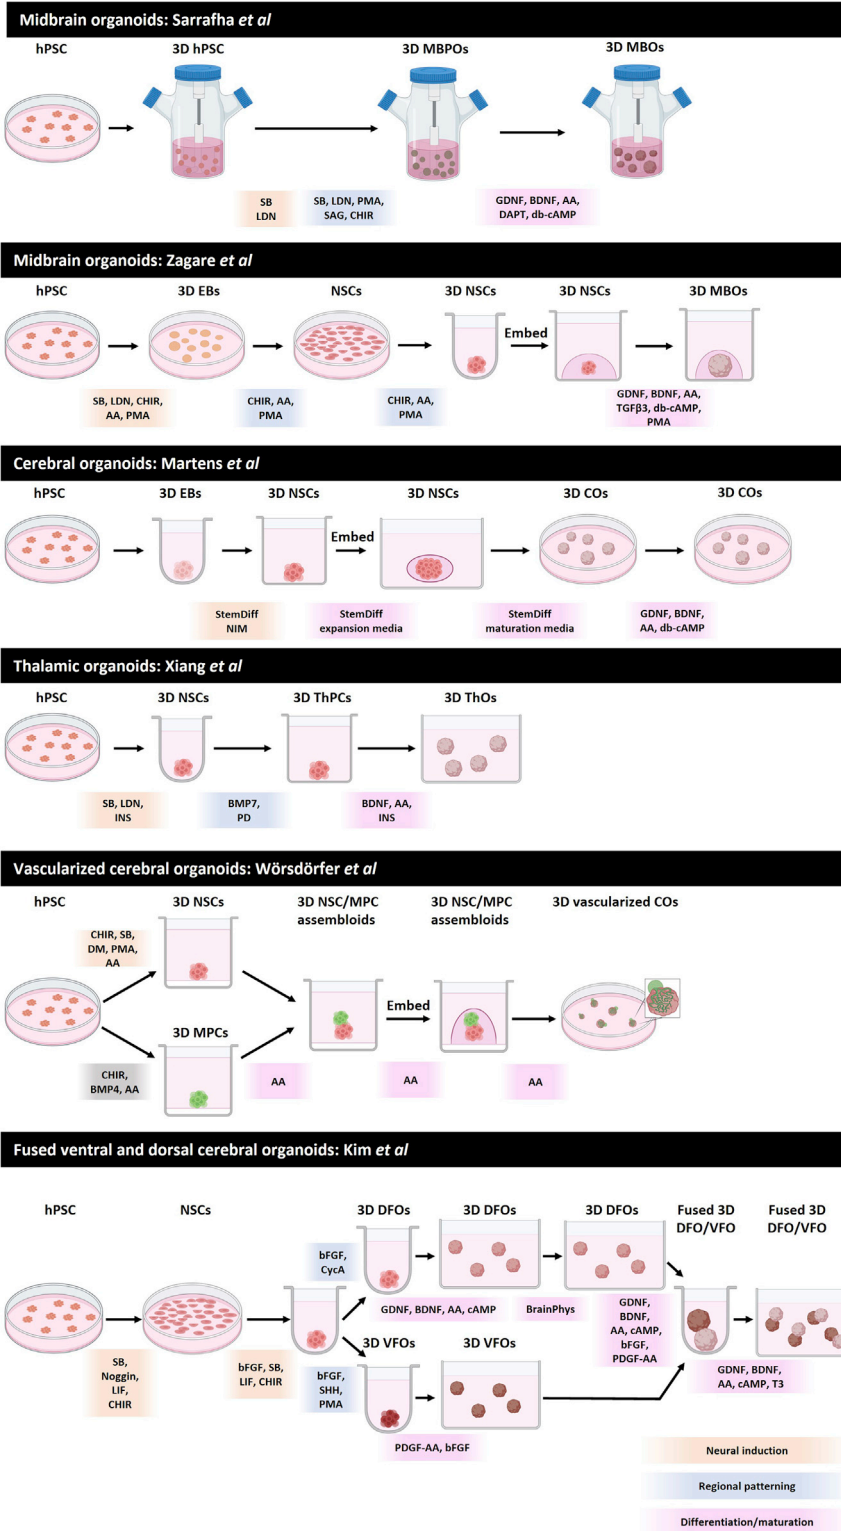 Midbrain organoids: Sarrafha et al
hPSC
3D hPSC
3D MBPOs
3D MBOs
SB
LDN
SB, LDN, PMA,
SAG, CHIR
GDNF, BDNF, AA,
DAPT, db-cAMP
Midbrain organoids: Zagare et al
hPSC
3D EBs
NSCs
3D NSCs
3D NSCs
3D MBOs
Embed
SB, LDN, CHIR,
AA, PMA
CHIR, AA,
PMA
CHIR, AA,
PMA
GDNF, BDNF, AA,
TGFβ3, db-cAMP,
PMA
Cerebral organoids: Martens et al
hPSC
3D EBs
3D NSCs
3D NSCs
3D COs
3D COs
Embed
StemDiff
NIM
StemDiff
expansion media
StemDiff
maturation media
GDNF, BDNF,
AA, db-cAMP
Thalamic organoids: Xiang et al
hPSC
3D NSCs
3D ThPCs
3D ThOs
SB, LDN,
INS
BMP7,
PD
BDNF, AA,
INS
Vascularized cerebral organoids: Wörsdörfer et al
hPSC
3D NSCs
3D NSC/MPC
assembloids
3D NSC/MPC
assembloids
3D vascularized COs
CHIR, SB,
DM, PMA,
AA
Embed
3D MPCs
CHIR,
BMP4, AA
AA
AA
AA
Fused ventral and dorsal cerebral organoids: Kim et al
hPSC
NSCs
3D DFOs
3D DFOs
3D DFOs
Fused 3D
DFO/VFO
Fused 3D
DFO/VFO
bFGF,
CycA
GDNF, BDNF, AA, cAMP
BrainPhys
GDNF,
BDNF,
AA, cAMP,
bFGF,
PDGF-AA
3D VFOs
3D VFOs
SB,
Noggin,
LIF,
CHIR
bFGF, SB,
LIF, CHIR
bFGF,
SHH,
PMA
GDNF, BDNF,
AA, cAMP, T3
PDGF-AA, bFGF
Neural induction
Regional patterning
Differentiation/maturation